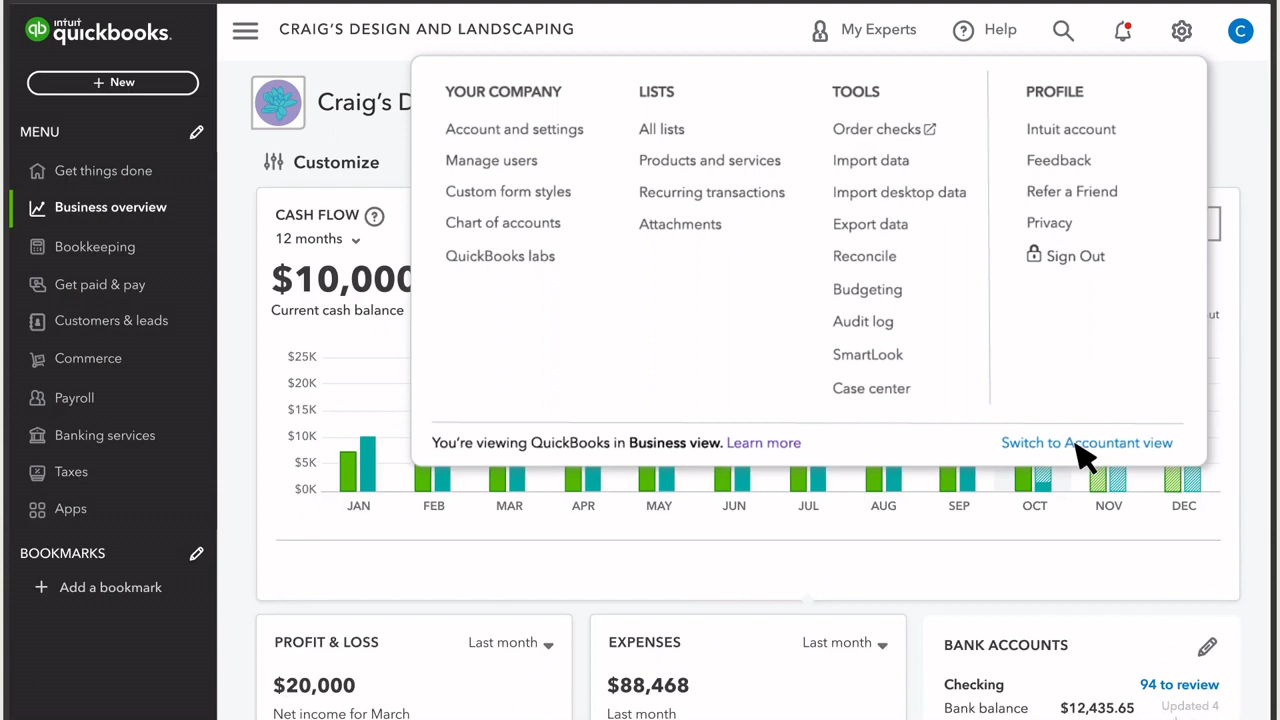 intuit
quickbooks.
+ New
MENU
Get things done
Business overview
Bookkeeping
Get paid & pay
Customers & leads
Commerce
Payroll
Banking services
Taxes
Apps
BOOKMARKS
+ Add a bookmark
CRAIG'S DESIGN AND LANDSCAPING
My Experts
? Help
C
Craig's D
Customize
CASH FLOW ?
12 months
$10,000
Current cash balance
YOUR COMPANY
Account and settings
Manage users
Custom form styles
Chart of accounts
QuickBooks labs
LISTS
All lists
Products and services
Recurring transactions
Attachments
TOOLS
Order checks
Import data
Import desktop data
Export data
Reconcile
Budgeting
Audit log
SmartLook
Case center
PROFILE
Intuit account
Feedback
Refer a Friend
Privacy
Sign Out
You're viewing QuickBooks in Business view. Learn more
Switch to Accountant view
ut
$25K
$20K
$15K
$10K
$5K
$0K
JAN FEB MAR APR MAY JUN JUL AUG SEP OCT NOV DEC
PROFIT & LOSS
Last month
$20,000
Net income for March
EXPENSES
Last month
$88,468
Last month
BANK ACCOUNTS
Checking
94 to review
Bank balance
$12,435.65
Updated 4